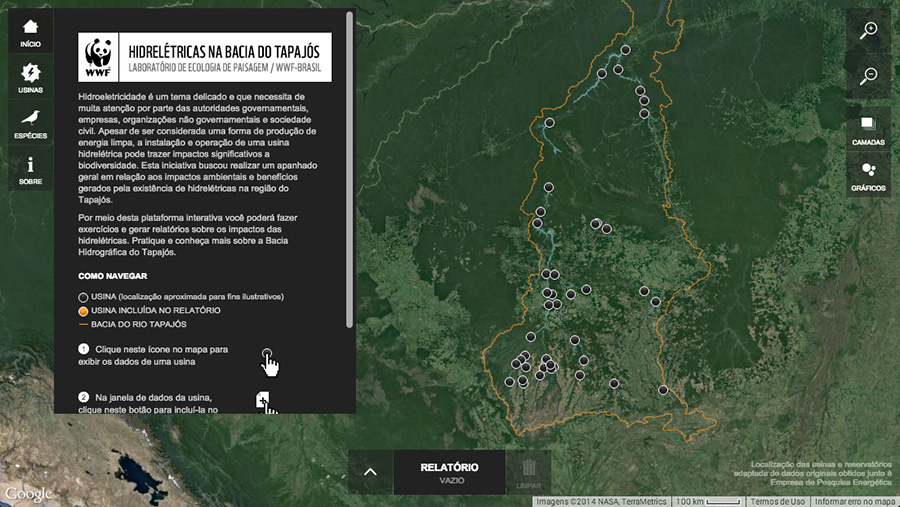 INÍCIO
USINAS
ESPÉCIES
SOBRE
WWF
HIDRELÉTRICAS NA BACIA DO TAPAJÓS
LABORATÓRIO DE ECOLOGIA DE PAISAGEM / WWF-BRASIL
Hidroeletricidade é um tema delicado e que necessita de
muita atenção por parte das autoridades governamentais,
empresas, organizações não governamentais e sociedade
civil. Apesar de ser considerada uma forma de produção de
energia limpa, a instalação e operação de uma usina
hidrelétrica pode trazer impactos significativos a
biodiversidade. Esta iniciativa buscou realizar um apanhado
geral em relação aos impactos ambientais e benefícios
gerados pela existência de hidrelétricas na região do
Tapajós.
Por meio desta plataforma interativa você poderá fazer
exercícios e gerar relatórios sobre os impactos das
hidrelétricas. Pratique e conheça mais sobre a Bacia
Hidrográfica do Tapajós.
COMO NAVEGAR
USINA (localização aproximada para fins ilustrativos)
USINA INCLUÍDA NO RELATÓRIO
BACIA DO RIO TAPAJÓS
1 Clique neste ícone no mapa para
exibir os dados de uma usina
2 Na janela de dados da usina,
clique neste botão para incluí-la no
CAMADAS
GRÁFICOS
RELATÓRIO
VAZIO
LIMPAR
Localização das usinas e reservatórios
adaptada de dados originais obtidos junto à
Empresa de Pesquisa Energética
Google
Imagens ©2014 NASA, TerraMetrics
100 km
Termos de Uso
Informar erro no mapa